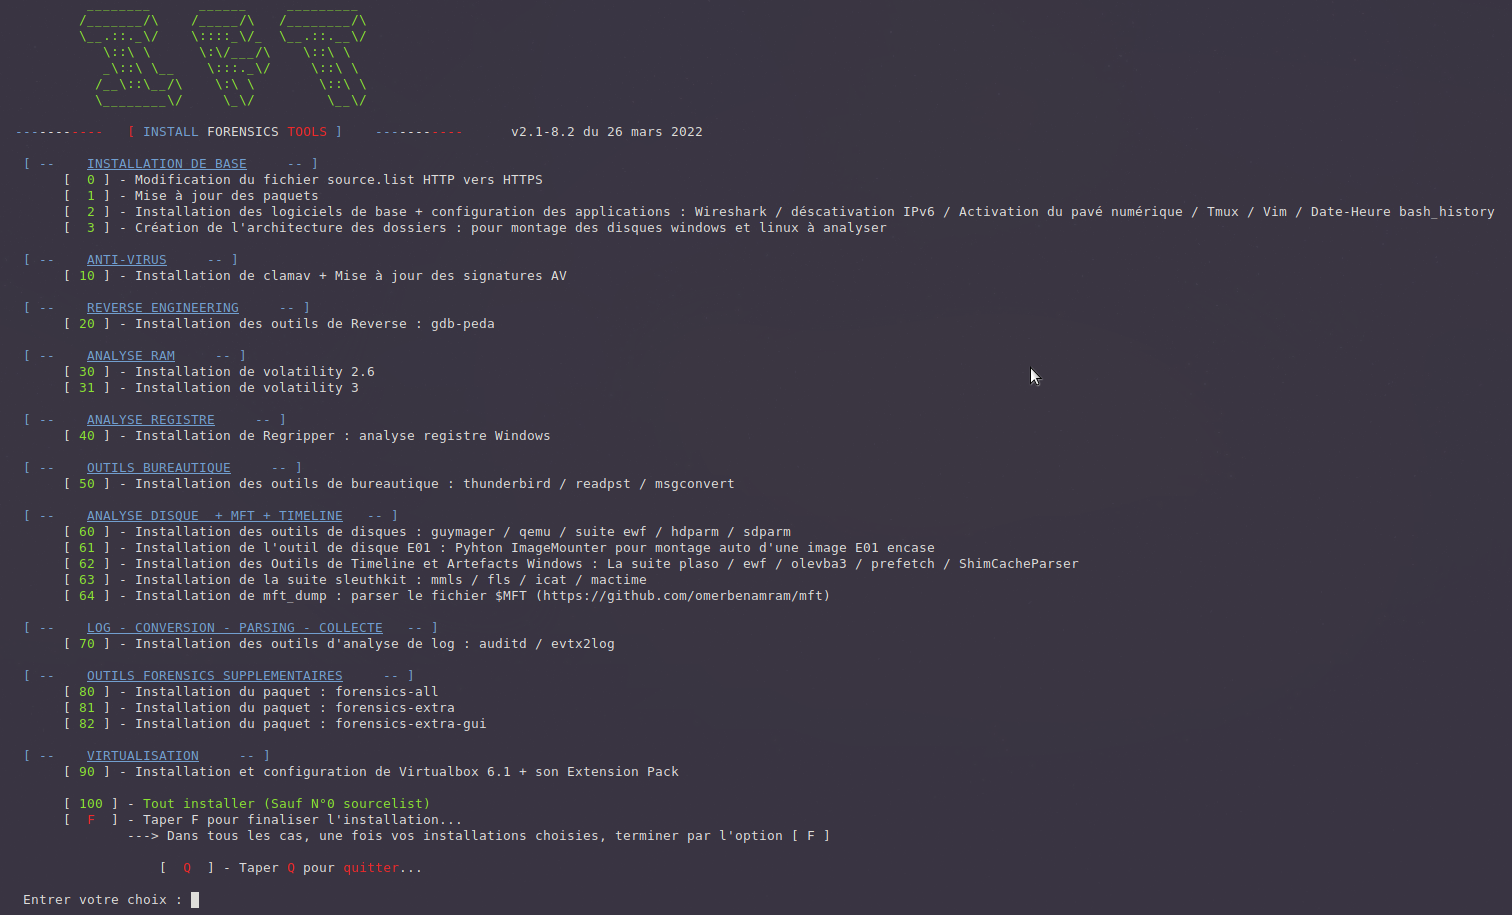 ---------- [ INSTALL FORENSICS TOOLS ] ---------- v2.1-8.2 du 26 mars 2022
[ -- INSTALLATION DE BASE -- ]
[ 0 ] - Modification du fichier source.list HTTP vers HTTPS
[ 1 ] - Mise à jour des paquets
[ 2 ] - Installation des logiciels de base + configuration des applications : Wireshark / déscativation IPv6 / Activation du pavé numérique / Tmux / Vim / Date-Heure bash_history
[ 3 ] - Création de l'architecture des dossiers : pour montage des disques windows et linux à analyser
[ -- ANTI-VIRUS -- ]
[ 10 ] - Installation de clamav + Mise à jour des signatures AV
[ -- REVERSE ENGINEERING -- ]
[ 20 ] - Installation des outils de Reverse : gdb-peda
[ -- ANALYSE RAM -- ]
[ 30 ] - Installation de volatility 2.6
[ 31 ] - Installation de volatility 3
[ -- ANALYSE REGISTRE -- ]
[ 40 ] - Installation de Regripper : analyse registre Windows
[ -- OUTILS BUREAUTIQUE -- ]
[ 50 ] - Installation des outils de bureautique : thunderbird / readpst / msgconvert
[ -- ANALYSE DISQUE + MFT + TIMELINE -- ]
[ 60 ] - Installation des outils de disques : guymager / qemu / suite ewf / hdparm / sdparm
[ 61 ] - Installation de l'outil de disque E01 : Pyhton ImageMounter pour montage auto d'une image E01 encase
[ 62 ] - Installation des Outils de Timeline et Artefacts Windows : La suite plaso / ewf / olevba3 / prefetch / ShimCacheParser
[ 63 ] - Installation de la suite sleuthkit : mmls / fls / icat / mactime
[ 64 ] - Installation de mft_dump : parser le fichier $MFT (https://github.com/omerbenamram/mft)
[ -- LOG - CONVERSION - PARSING - COLLECTE -- ]
[ 70 ] - Installation des outils d'analyse de log : auditd / evtx2log
[ -- OUTILS FORENSICS SUPPLEMENTAIRES -- ]
[ 80 ] - Installation du paquet : forensics-all
[ 81 ] - Installation du paquet : forensics-extra
[ 82 ] - Installation du paquet : forensics-extra-gui
[ -- VIRTUALISATION -- ]
[ 90 ] - Installation et configuration de Virtualbox 6.1 + son Extension Pack
[ 100 ] - Tout installer (Sauf N°0 sourcelist)
[ F ] - Taper F pour finaliser l'installation...
---> Dans tous les cas, une fois vos installations choisies, terminer par l'option [ F ]
[ Q ] - Taper Q pour quitter...
Entrer votre choix :